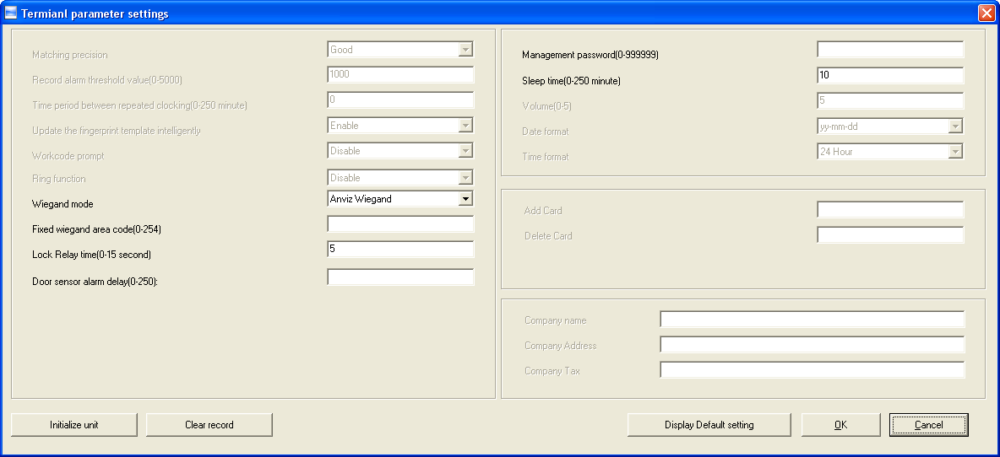 Termianl parameter settings
Matching precision Good
Record alarm threshold value(0-5000) 1000
Time period between repeated clocking(0-250 minute) 0
Update the fingerprint template intelligently Enable
Workcode prompt Disable
Ring function Disable
Wiegand mode Anviz Wiegand
Fixed wiegand area code(0-254)
Lock Relay time(0-15 second) 5
Door sensor alarm delay(0-250):
Management password(0-999999)
Sleep time(0-250 minute) 10
Volume(0-5) 5
Date format yy-mm-dd
Time format 24 Hour
Add Card
Delete Card
Company name
Company Address
Company Tax
Initialize unit Clear record Display Default setting OK Cancel